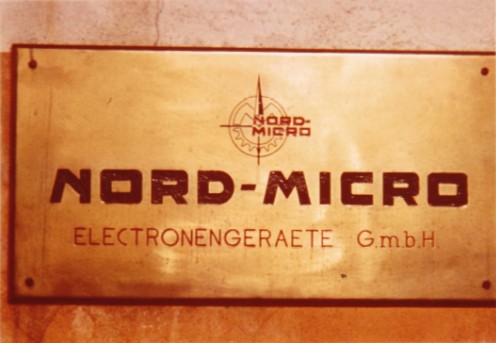 NORD-
MICRO
NORD-MICRO
ELECTRONENGERAETE G.m.b.H.